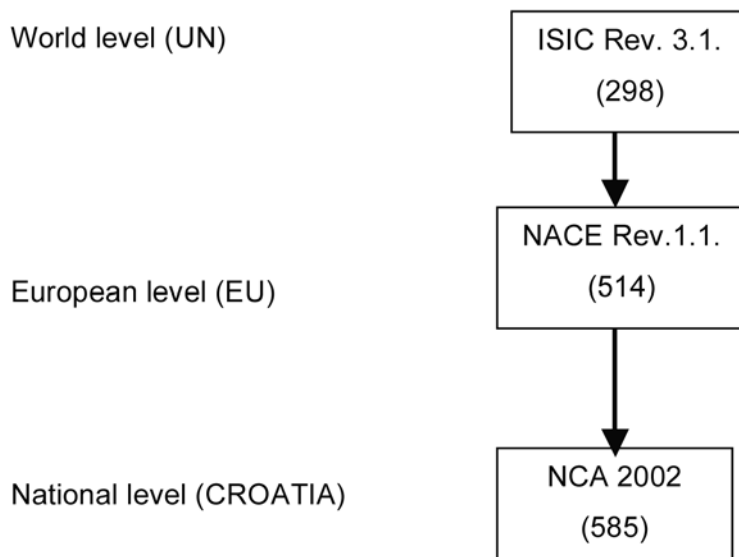 World level (UN)
ISIC Rev. 3.1.
(298)
NACE Rev.1.1.
(514)
European level (EU)
NCA 2002
National level (CROATIA)
(585)